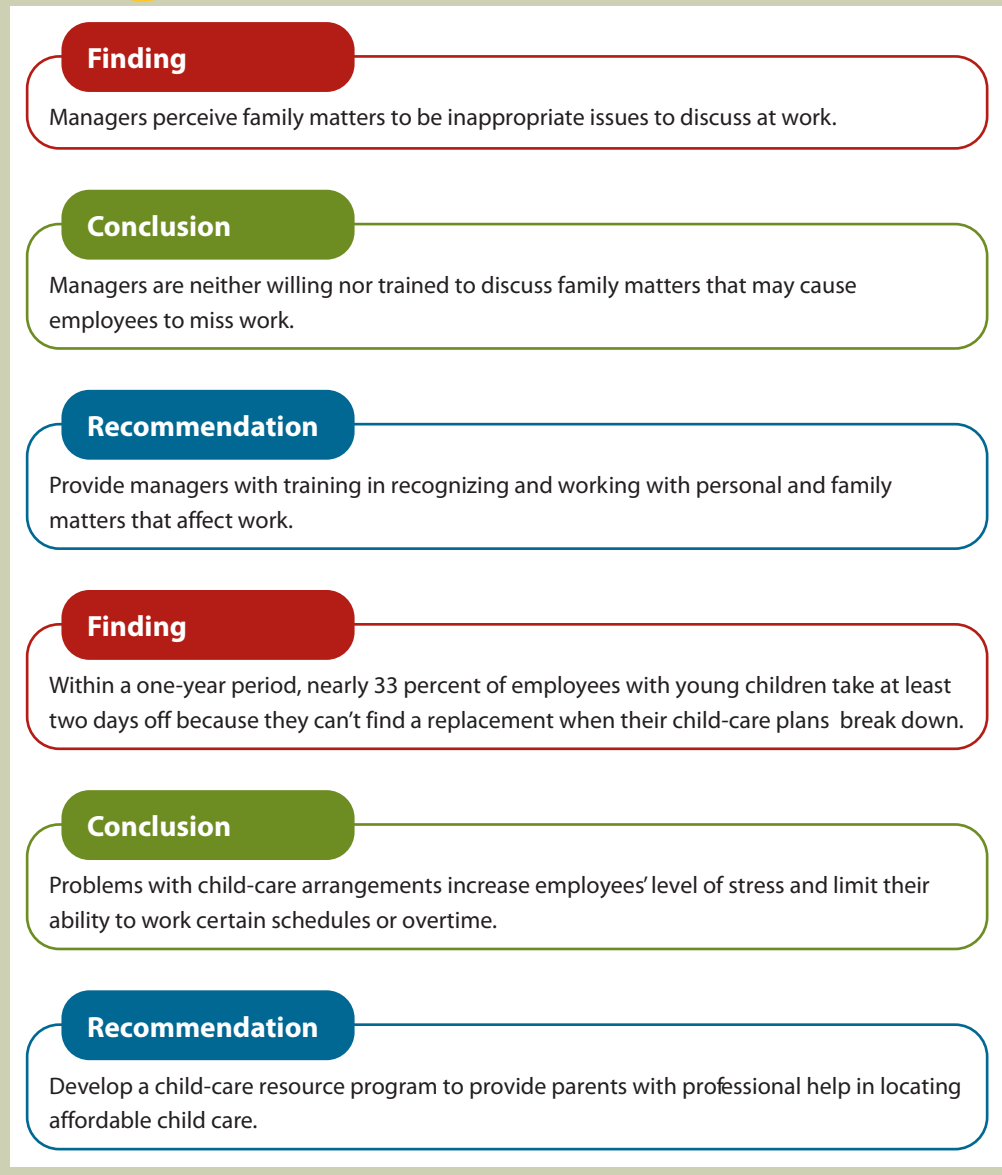 Finding
Managers perceive family matters to be inappropriate issues to discuss at work.
Conclusion
Managers are neither willing nor trained to discuss family matters that may cause
employees to miss work.
Recommendation
Provide managers with training in recognizing and working with personal and family
matters that affect work.
Finding
Within a one-year period, nearly 33 percent of employees with young children take at least
two days off because they can’t find a replacement when their child-care plans break down.
Conclusion
Problems with child-care arrangements increase employees’ level of stress and limit their
ability to work certain schedules or overtime.
Recommendation
Develop a child-care resource program to provide parents with professional help in locating
affordable child care.